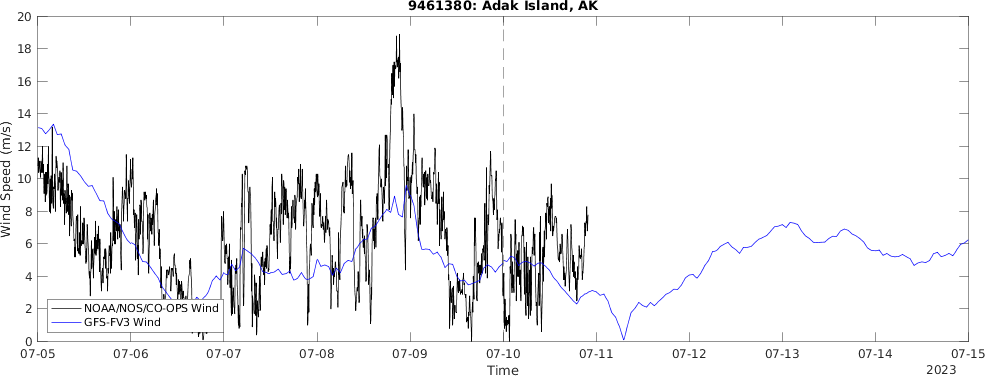 9461380: Adak Island, AK
Wind Speed (m/s)
20
18
16
14
12
10
8
6
4
2
0
NOAA/NOS/CO-OPS Wind
GFS-FV3 Wind
07-05 07-06 07-07 07-08 07-09 07-10 07-11 07-12 07-13 07-14 07-15
Time
2023